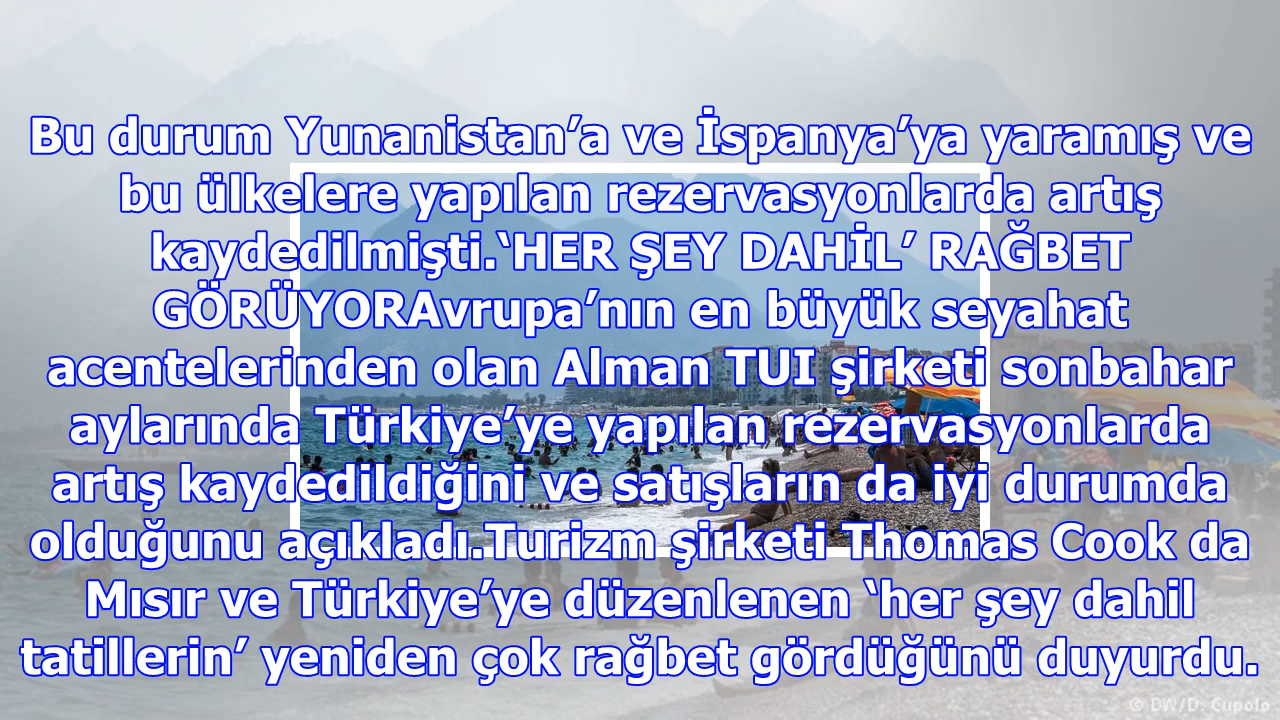 Bu durum Yunanistan’a ve İspanya’ya yaramış ve
bu ülkelere yapılan rezervasyonlarda artış
kaydedilmişti.‘HER ŞEY DAHİL’ RAĞBET
GÖRÜYORAvrupa’nın en büyük seyahat
acentelerinden olan Alman TUI şirketi sonbahar
aylarında Türkiye’ye yapılan rezervasyonlarda
artış kaydedildiğini ve satışların da iyi durumda
olduğunu açıkladı.Turizm şirketi Thomas Cook da
Mısır ve Türkiye’ye düzenlenen ‘her şey dahil
tatillerin’ yeniden çok rağbet gördüğünü duyurdu.
© DW/D. Cupolo